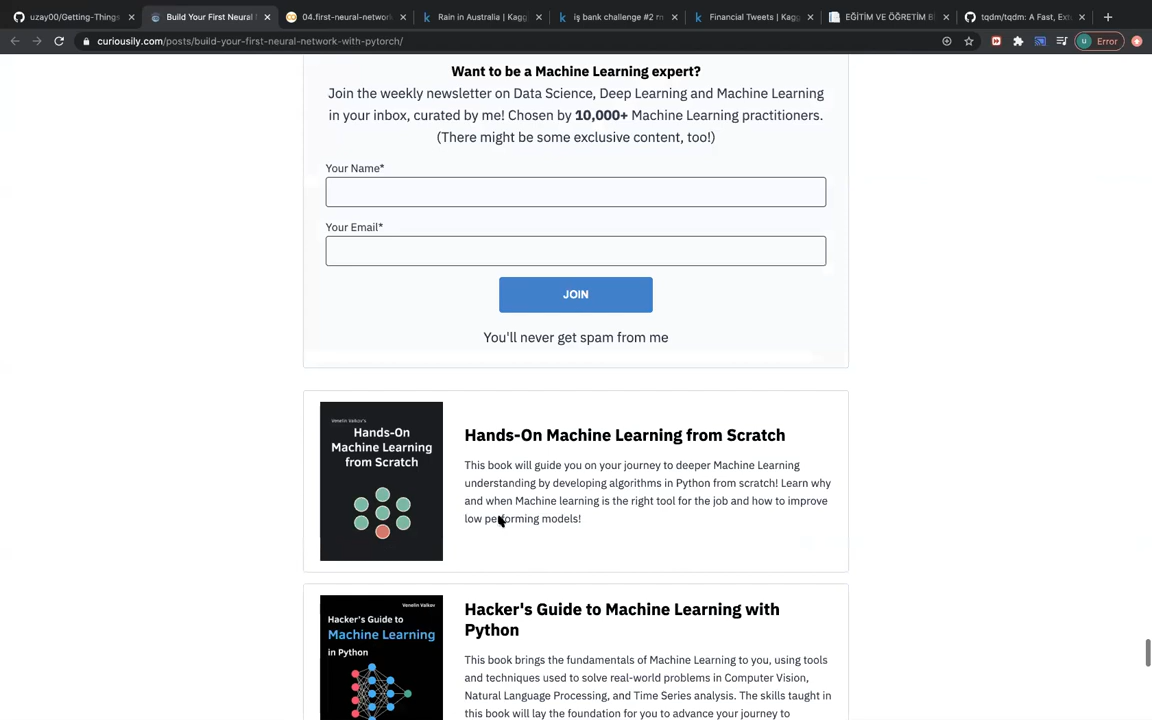 uzay00/Getting-Things
Build Your First Neural
04.first-neural-network
Rain in Australia | Kagg
iş bank challenge #2 m
Financial Tweets | Kagg
EĞİTİM VE ÖĞRETİM B
tqdm/tqdm: A Fast, Ext
curiousily.com/posts/build-your-first-neural-network-with-pytorch/
u
Error
Want to be a Machine Learning expert?
Join the weekly newsletter on Data Science, Deep Learning and Machine Learning
in your inbox, curated by me! Chosen by 10,000+ Machine Learning practitioners.
(There might be some exclusive content, too!)
Your Name*
Your Email*
JOIN
You'll never get spam from me
Venelin Valkov's
Hands-On
Machine Learning
from Scratch
Hands-On Machine Learning from Scratch
This book will guide you on your journey to deeper Machine Learning
understanding by developing algorithms in Python from scratch! Learn why
and when Machine learning is the right tool for the job and how to improve
low performing models!
Venelin Valkov
Hacker's Guide to
Machine Learning
in Python
Hacker's Guide to Machine Learning with
Python
This book brings the fundamentals of Machine Learning to you, using tools
and techniques used to solve real-world problems in Computer Vision,
Natural Language Processing, and Time Series analysis. The skills taught in
this book will lay the foundation for you to advance your journey to